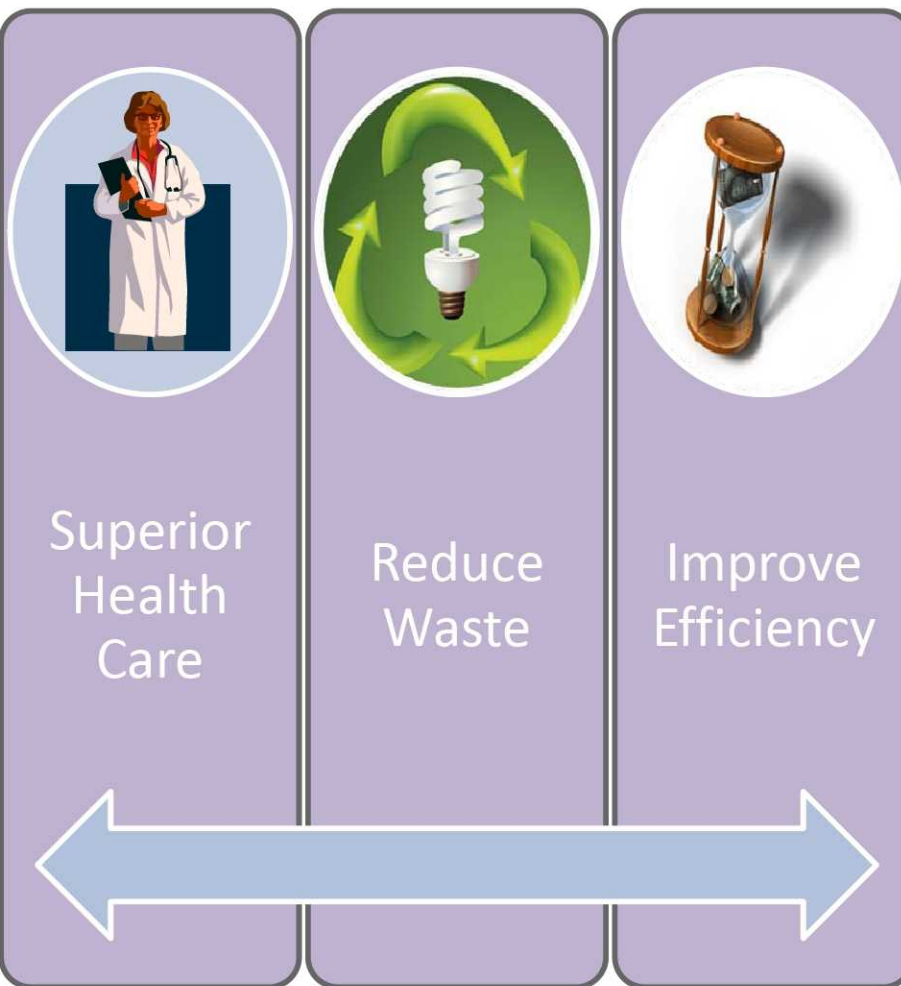 Superior
Health
Care
Reduce
Waste
Improve
Efficiency